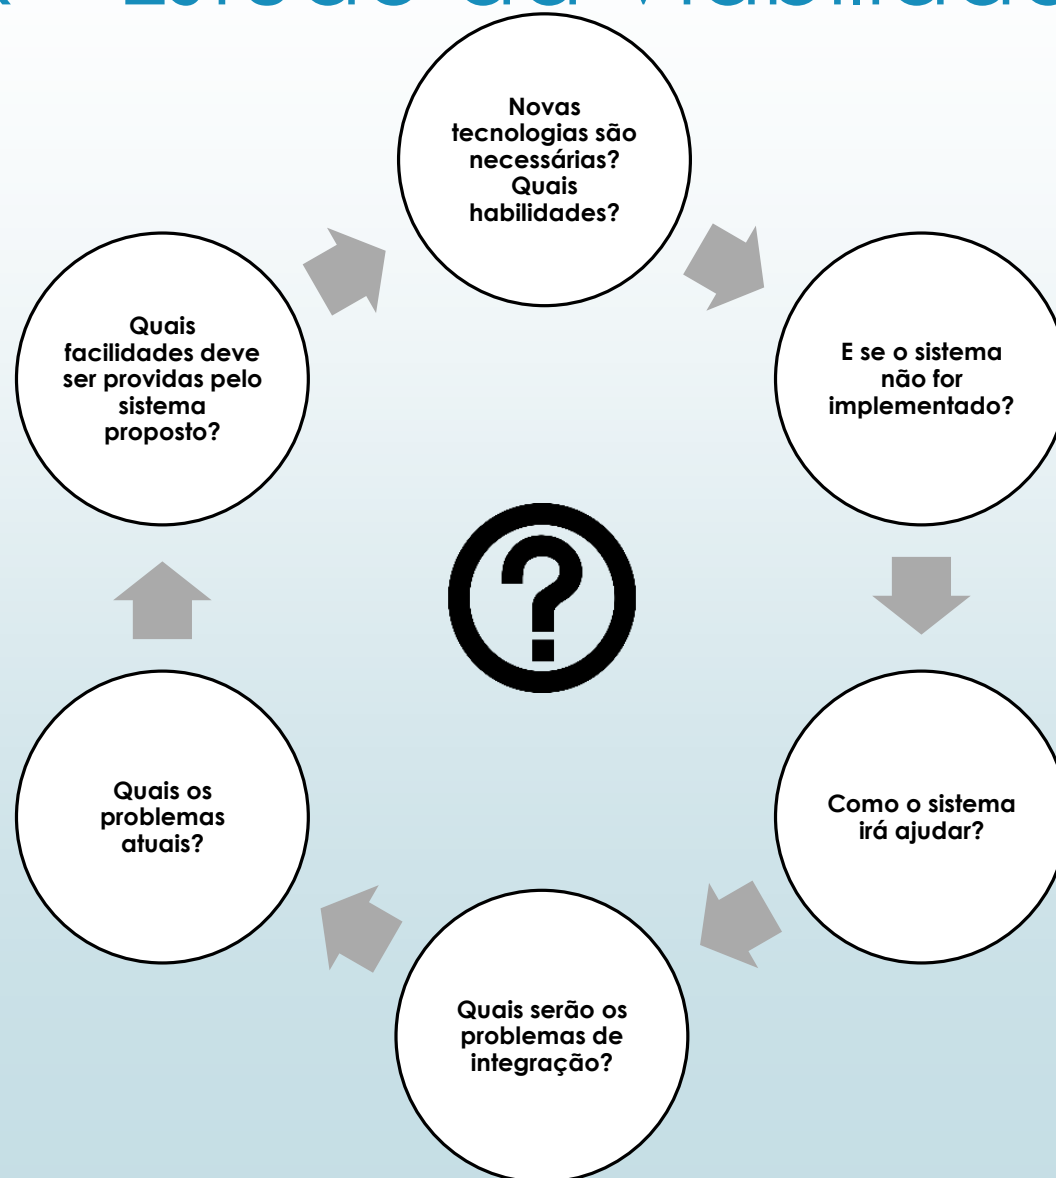 Novas
tecnologias são
necessárias?
Quais
habilidades?
E se o sistema
não for
implementado?
Como o sistema
irá ajudar?
Quais serão os
problemas de
integração?
Quais os
problemas
atuais?
Quais
facilidades deve
ser providas pelo
sistema
proposto?
?